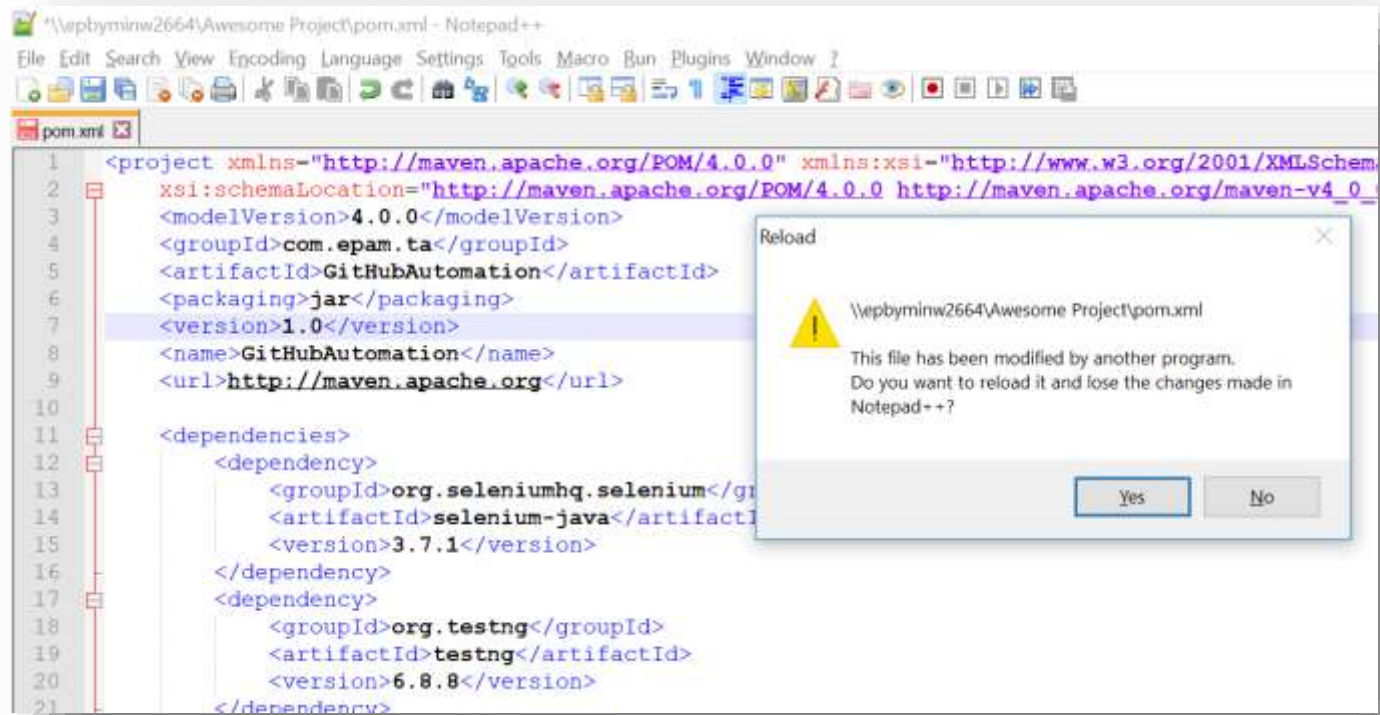 *\\epbyminw2664\Awesome Project\pom.xml - Notepad++
File Edit Search View Encoding Language Settings Tools Macro Run Plugins Window ?
pom.xml
1 <project xmlns="http://maven.apache.org/POM/4.0.0" xmlns:xsi="http://www.w3.org/2001/XMLSchem
2 xsi:schemaLocation="http://maven.apache.org/POM/4.0.0 http://maven.apache.org/maven-v4_0_
3 <modelVersion>4.0.0</modelVersion>
4 <groupId>com.epam.ta</groupId>
5 <artifactId>GitHubAutomation</artifactId>
6 <packaging>jar</packaging>
7 <version>1.0</version>
8 <name>GitHubAutomation</name>
9 <url>http://maven.apache.org</url>
10
11 <dependencies>
12 <dependency>
13 <groupId>org.seleniumhq.selenium</gr
14 <artifactId>selenium-java</artifactI
15 <version>3.7.1</version>
16 </dependency>
17 <dependency>
18 <groupId>org.testng</groupId>
19 <artifactId>testng</artifactId>
20 <version>6.8.8</version>
21 </dependency>
Reload
\\epbyminw2664\Awesome Project\pom.xml
This file has been modified by another program.
Do you want to reload it and lose the changes made in
Notepad++?
Yes No